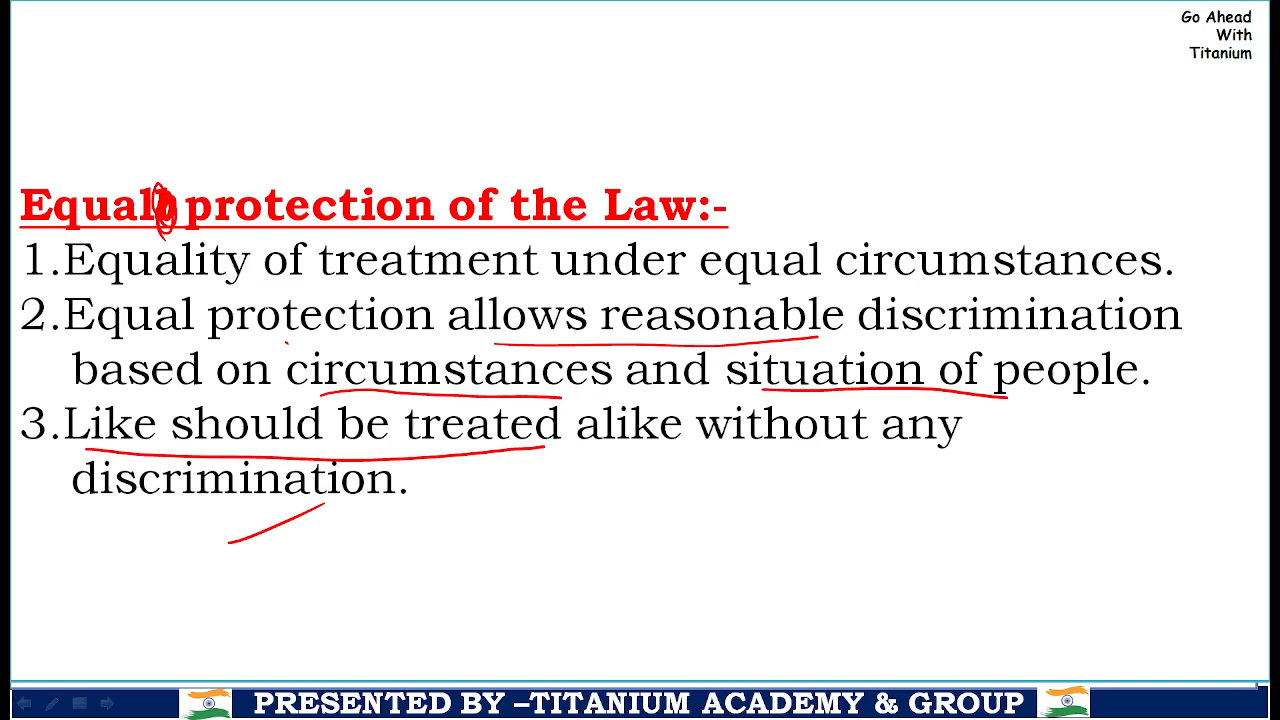 Go Ahead
With
Titanium
Equal protection of the Law:-
1.Equality of treatment under equal circumstances.
2.Equal protection allows reasonable discrimination
based on circumstances and situation of people.
3.Like should be treated alike without any
discrimination.
PRESENTED BY –TITANIUM ACADEMY & GROUP